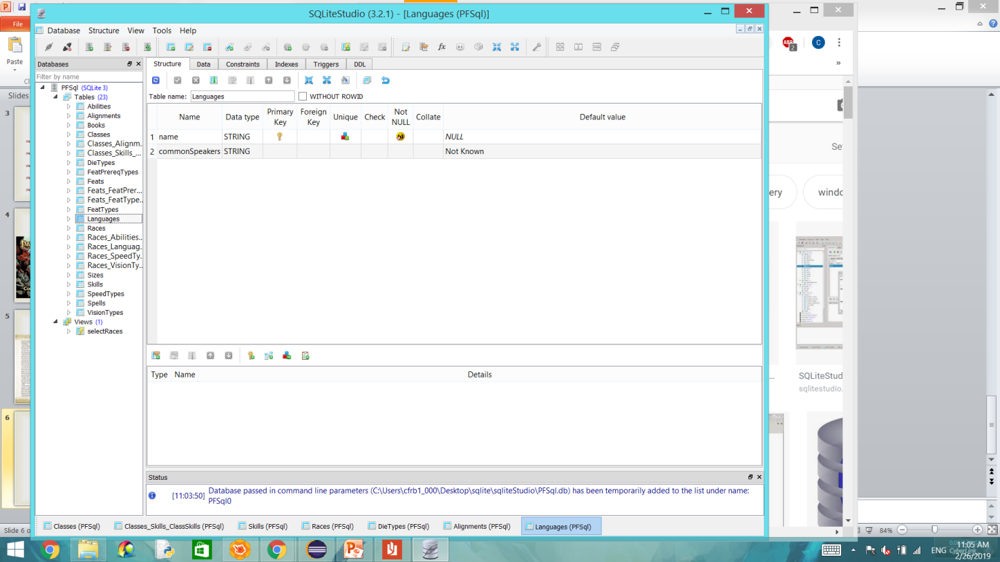 SQLiteStudio (3.2.1) - [Languages (PFSql)]
File
Paste
Slides
3
4
5
6
Database Structure View Tools Help
Databases
Filter by name
PFSql (SQLite 3)
Tables (23)
Abilities
Alignments
Books
Classes
Classes_Alignm...
Classes_Skills_...
DieTypes
FeatPrereqTypes
Feats
Feats_FeatPrer...
Feats_FeatType...
FeatTypes
Languages
Races
Races_Abilities...
Races_Languag...
Races_SpeedTy...
Races_VisionTy...
Sizes
Skills
SpeedTypes
Spells
VisionTypes
Views (1)
selectRaces
Structure Data Constraints Indexes Triggers DDL
Table name: Languages WITHOUT ROWID
Name Data type Primary Key Foreign Key Unique Check Not NULL Collate Default value
1 name STRING NULL
2 commonSpeakers STRING Not Known
Type Name Details
Status
[11:03:50] Database passed in command line parameters (C:\Users\cfrb1_000\Desktop\sqlite\sqliteStudio\PFSql.db) has been temporarily added to the list under name:
PFSql0
Classes (PFSql) Classes_Skills_ClassSkills (PFSql) Skills (PFSql) Races (PFSql) DieTypes (PFSql) Alignments (PFSql) Languages (PFSql)
ABP
2
C
»
ery
windo
SQLiteStud
sqlitestudio.
Slide 6 o
84%
ENG
11:05 AM
2/26/2019
CyberLink